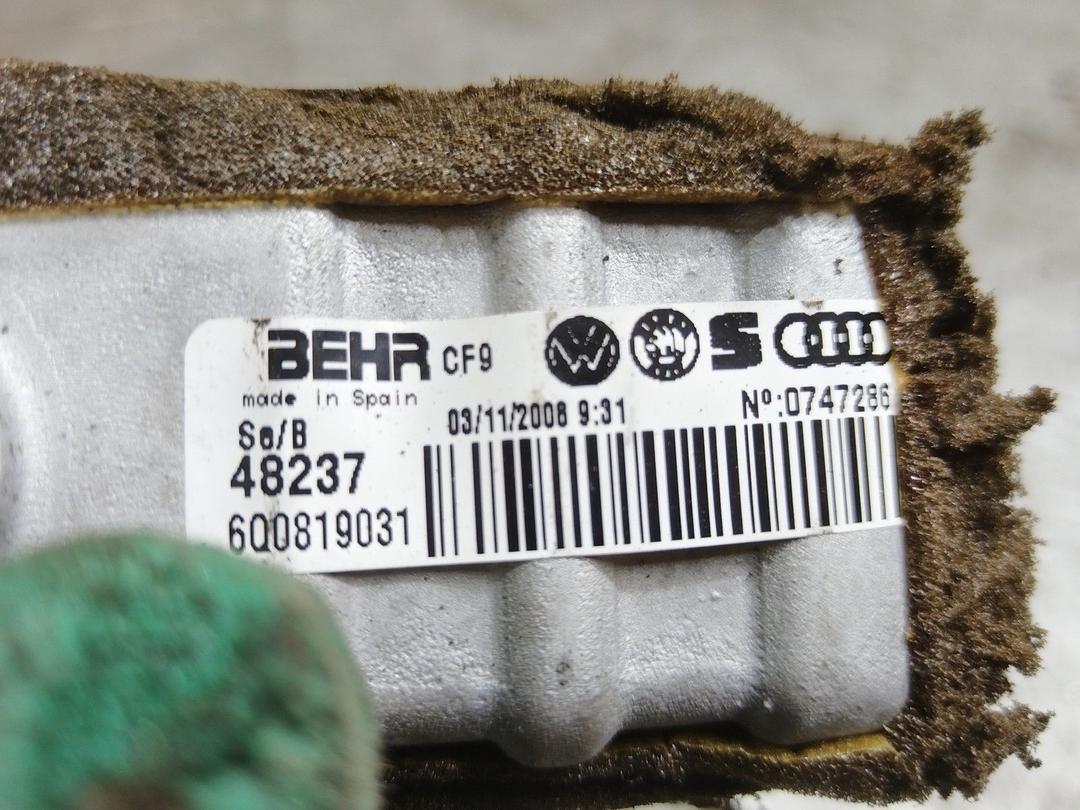 BEHR CF9
made in Spain
03/11/2008 9:31 Nº:0747286
Se/B
48237
6Q0819031